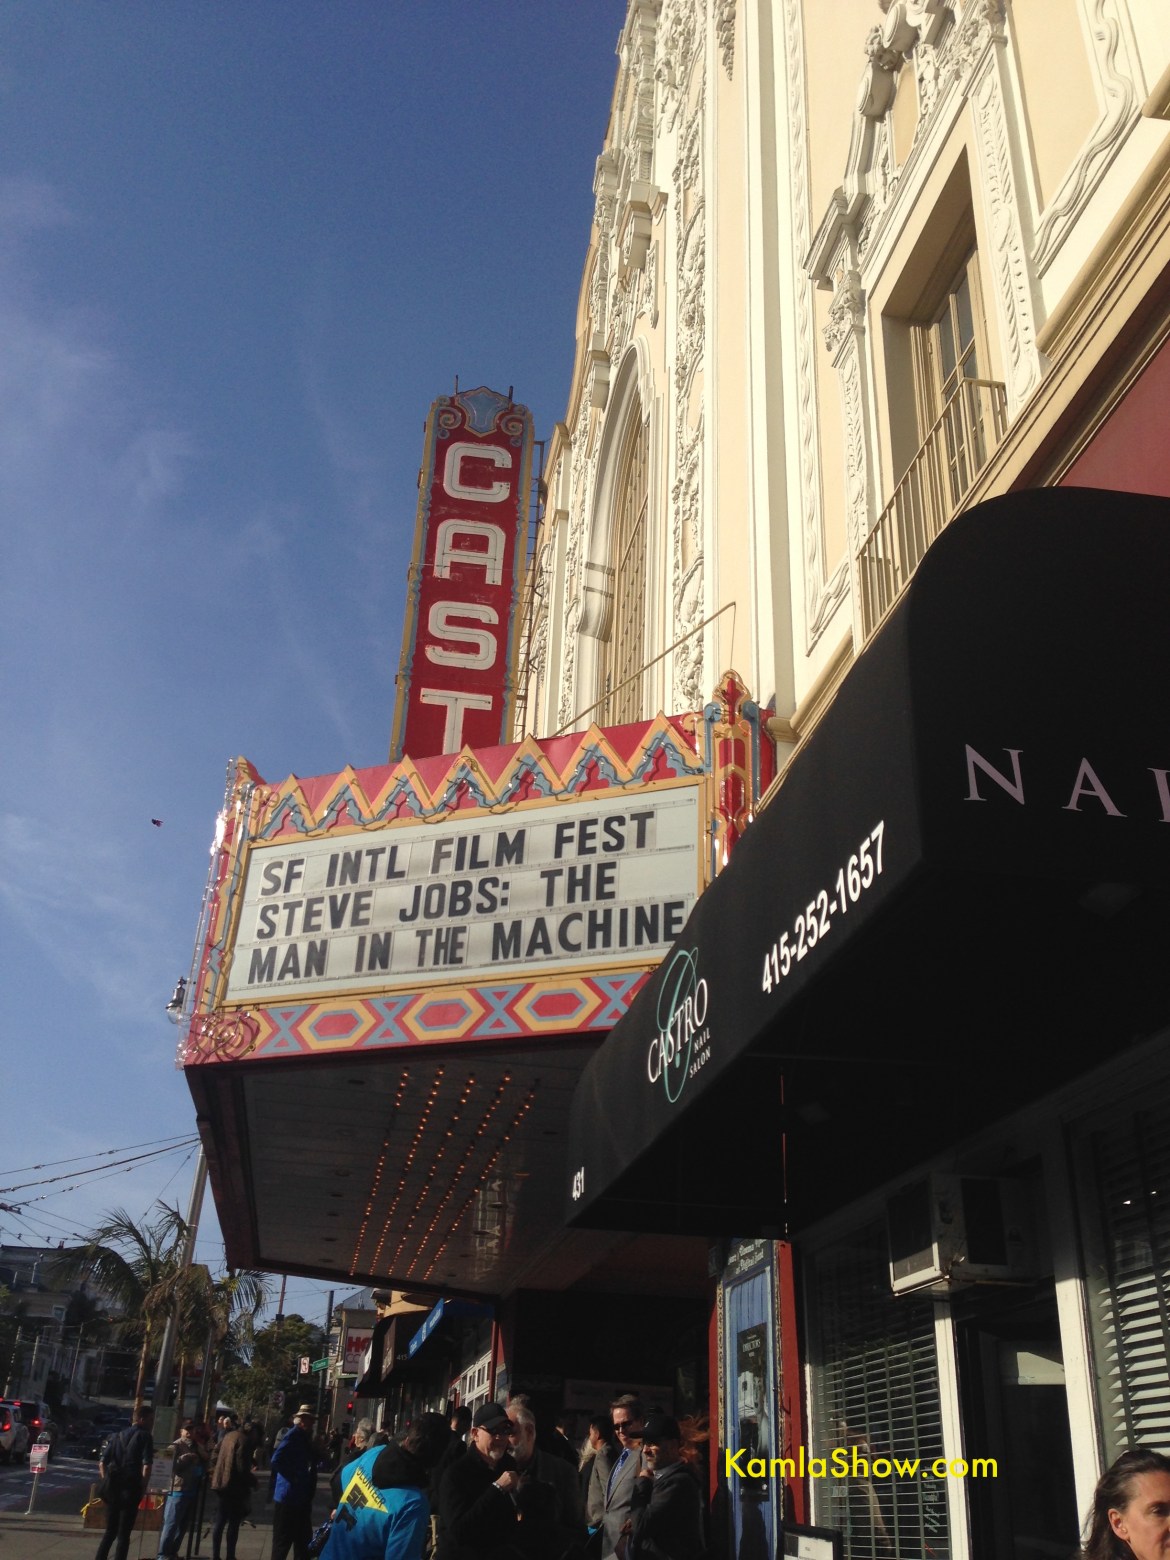 CAST
SF INTL FILM FEST
STEVE JOBS: THE
MAN IN THE MACHINE
NAI
415-252-1657
CASTRO
NAIL
SALON
431
KamlaShow.com